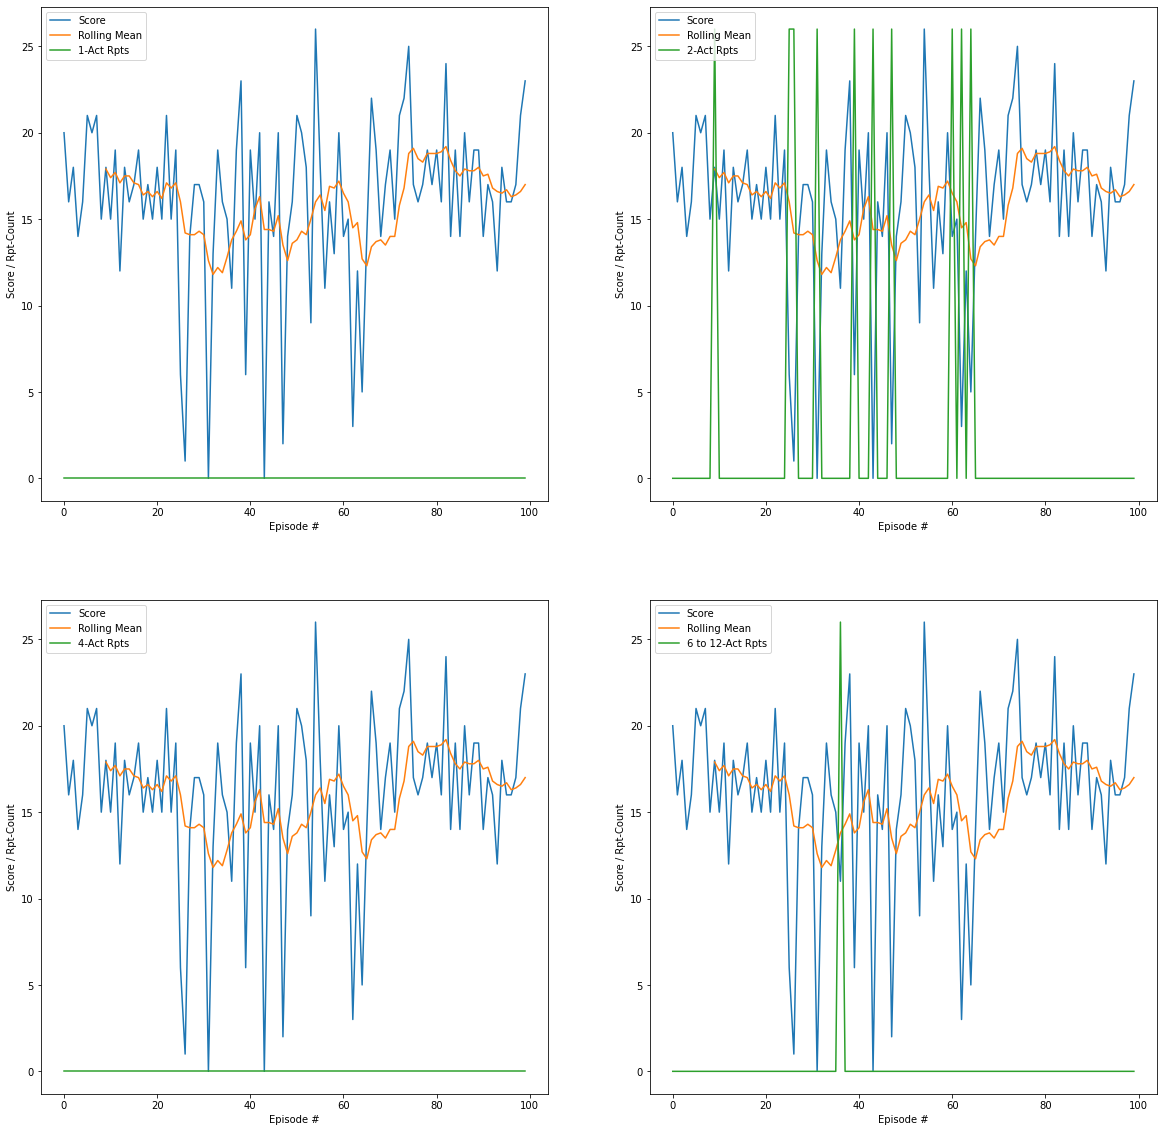 Score
Rolling Mean
1-Act Rpts
Score / Rpt-Count
25
20
15
10
5
0
0 20 40 60 80 100
Episode #
Score
Rolling Mean
2-Act Rpts
Score / Rpt-Count
25
20
15
10
5
0
0 20 40 60 80 100
Episode #
Score
Rolling Mean
4-Act Rpts
Score / Rpt-Count
25
20
15
10
5
0
0 20 40 60 80 100
Episode #
Score
Rolling Mean
6 to 12-Act Rpts
Score / Rpt-Count
25
20
15
10
5
0
0 20 40 60 80 100
Episode #